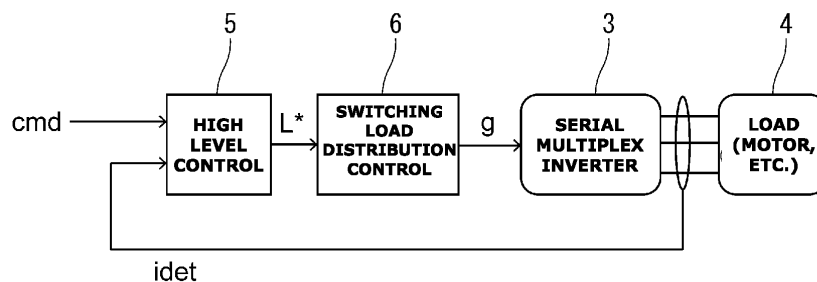 5
6
3
4
cmd
HIGH
LEVEL
CONTROL
L*
SWITCHING
LOAD
DISTRIBUTION
CONTROL
g
SERIAL
MULTIPLEX
INVERTER
LOAD
(MOTOR,
ETC.)
idet